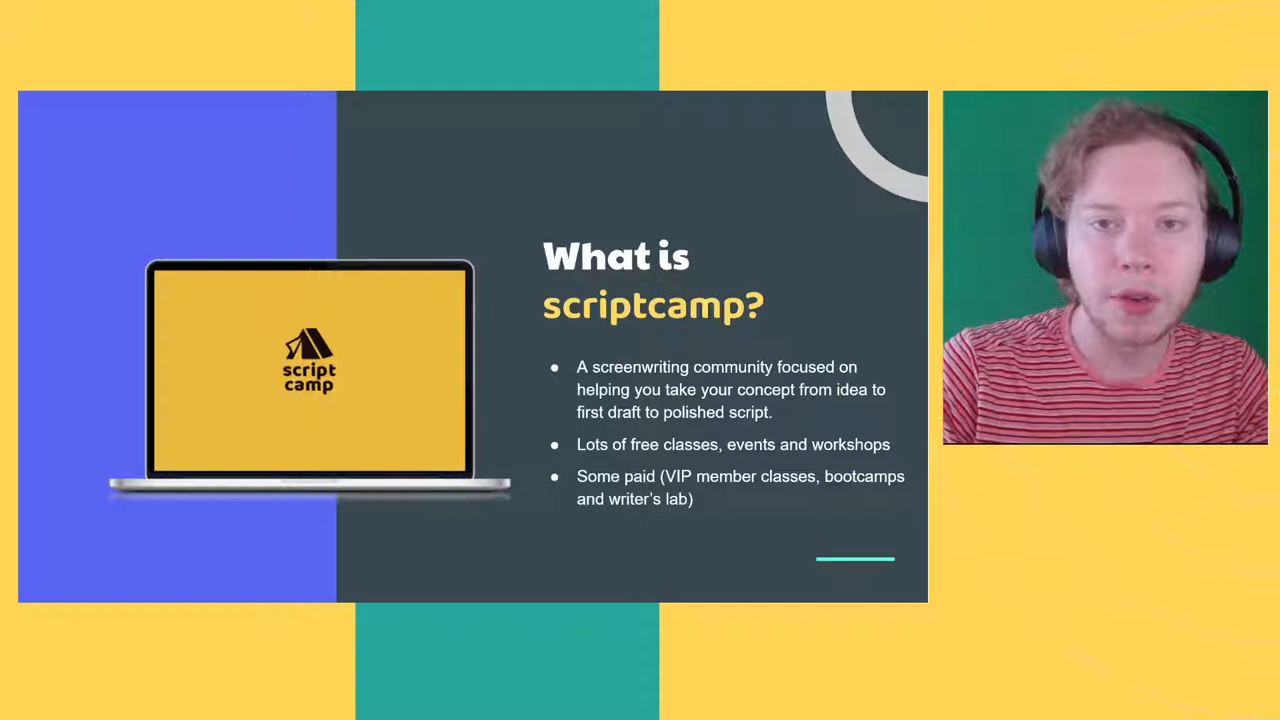 script
camp
What is
scriptcamp?
● A screenwriting community focused on
helping you take your concept from idea to
first draft to polished script.
● Lots of free classes, events and workshops
● Some paid (VIP member classes, bootcamps
and writer's lab)